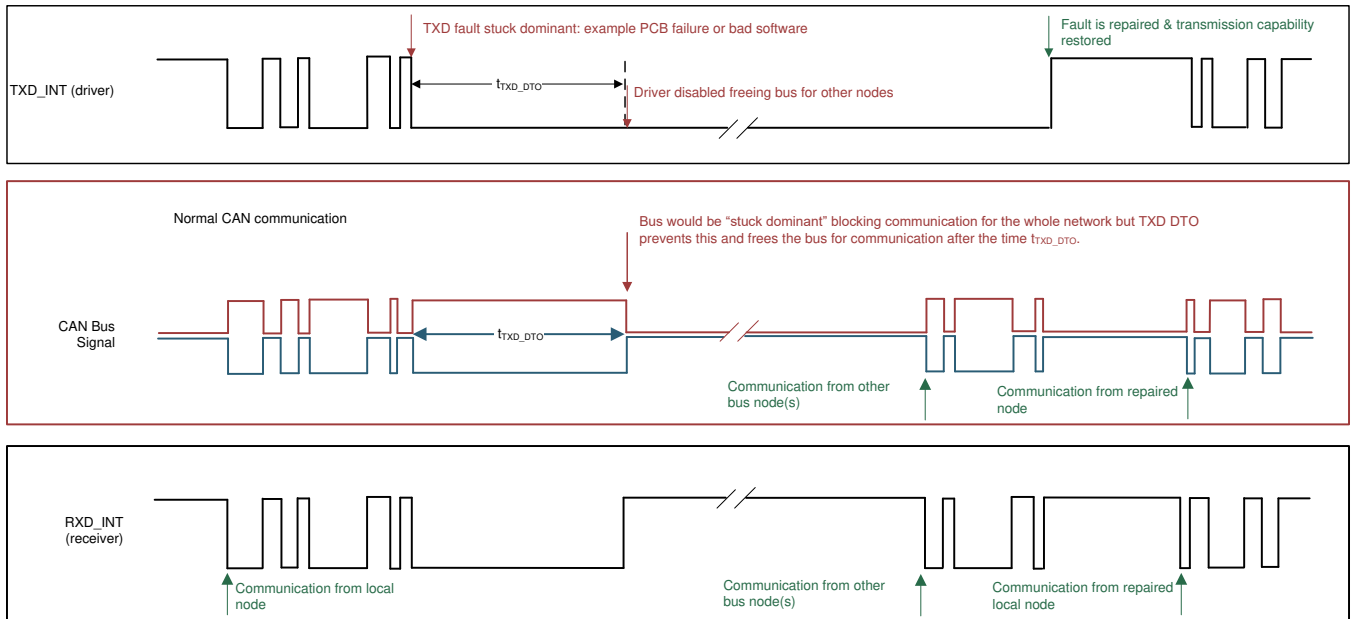 TXD fault stuck dominant: example PCB failure or bad software
Fault is repaired & transmission capability
restored
TXD_INT (driver)
tTXD_DTO
Driver disabled freeing bus for other nodes
Normal CAN communication
Bus would be “stuck dominant” blocking communication for the whole network but TXD DTO
prevents this and frees the bus for communication after the time tTXD_DTO.
CAN Bus
Signal
tTXD_DTO
Communication from other
bus node(s)
Communication from repaired
node
RXD_INT
(receiver)
Communication from local
node
Communication from other
bus node(s)
Communication from repaired
local node